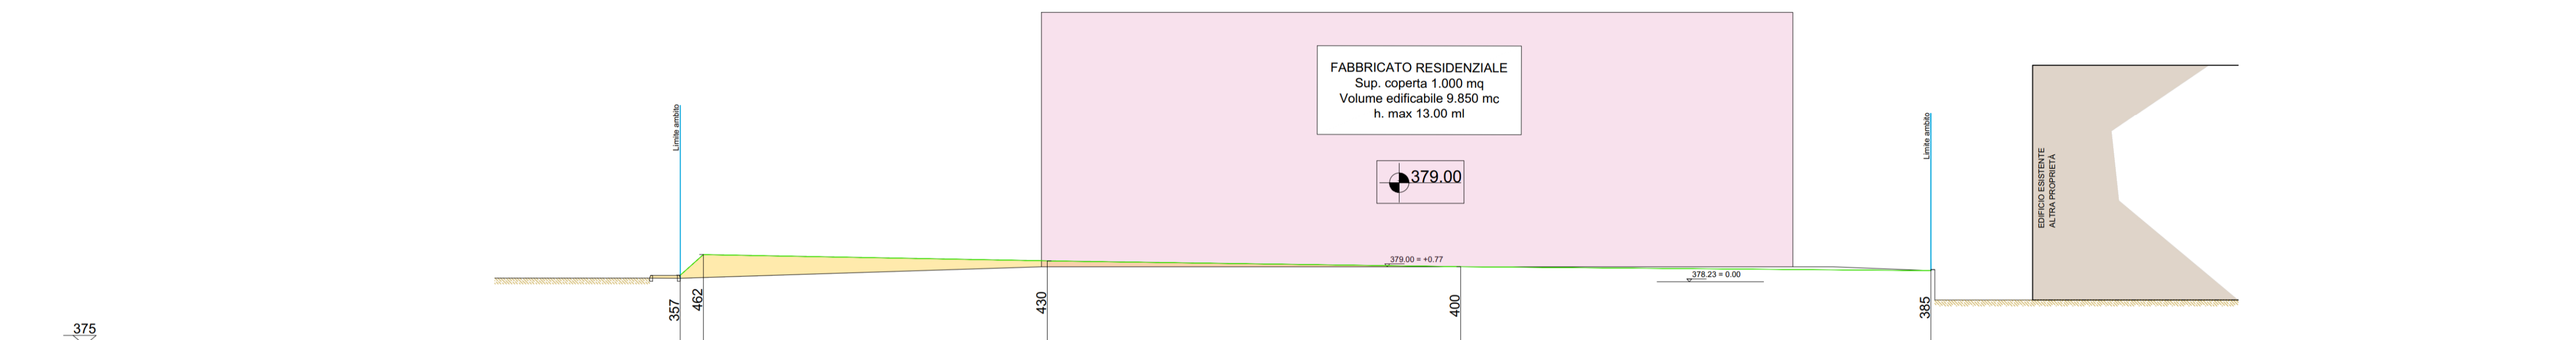 FABBRICATO RESIDENZIALE
Sup. coperta 1.000 mq
Volume edificabile 9.850 mc
h. max 13.00 ml
Limite ambito
Limite ambito
EDIFICIO ESISTENTE
ALTRA PROPRIETÀ
379.00
379.00 = +0.77
378.23 = 0.00
357
462
430
400
385
375